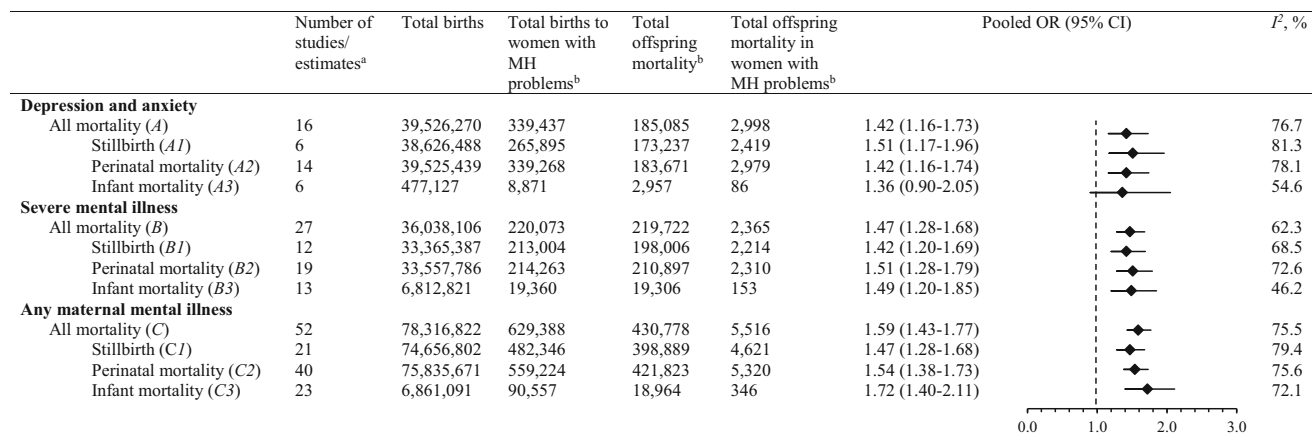 Number of studies/ estimatesᵃ Total births Total births to women with MH problemsᵇ Total offspring mortalityᵇ Total offspring mortality in women with MH problemsᵇ Pooled OR (95% CI) I², %
Depression and anxiety
All mortality (A) 16 39,526,270 339,437 185,085 2,998 1.42 (1.16-1.73) 76.7
Stillbirth (A1) 6 38,626,488 265,895 173,237 2,419 1.51 (1.17-1.96) 81.3
Perinatal mortality (A2) 14 39,525,439 339,268 183,671 2,979 1.42 (1.16-1.74) 78.1
Infant mortality (A3) 6 477,127 8,871 2,957 86 1.36 (0.90-2.05) 54.6
Severe mental illness
All mortality (B) 27 36,038,106 220,073 219,722 2,365 1.47 (1.28-1.68) 62.3
Stillbirth (B1) 12 33,365,387 213,004 198,006 2,214 1.42 (1.20-1.69) 68.5
Perinatal mortality (B2) 19 33,557,786 214,263 210,897 2,310 1.51 (1.28-1.79) 72.6
Infant mortality (B3) 13 6,812,821 19,360 19,306 153 1.49 (1.20-1.85) 46.2
Any maternal mental illness
All mortality (C) 52 78,316,822 629,388 430,778 5,516 1.59 (1.43-1.77) 75.5
Stillbirth (C1) 21 74,656,802 482,346 398,889 4,621 1.47 (1.28-1.68) 79.4
Perinatal mortality (C2) 40 75,835,671 559,224 421,823 5,320 1.54 (1.38-1.73) 75.6
Infant mortality (C3) 23 6,861,091 90,557 18,964 346 1.72 (1.40-2.11) 72.1
0.0 1.0 2.0 3.0